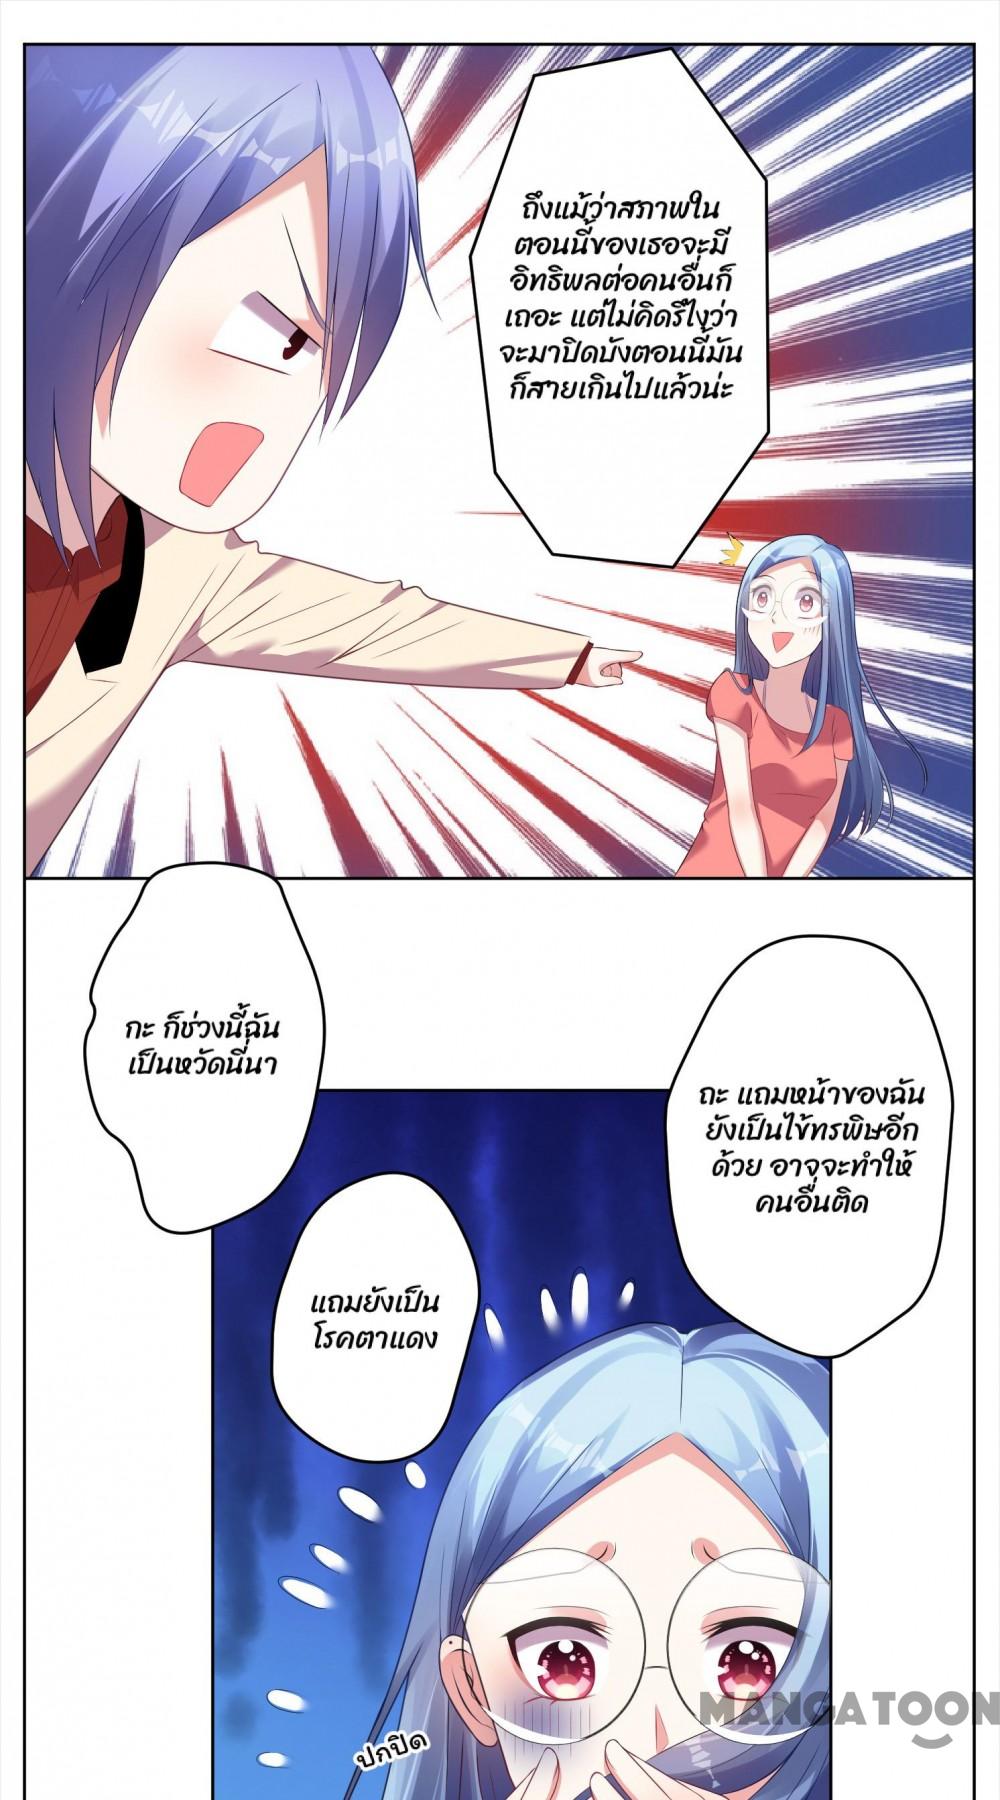 ถึงแม้ว่าสภาพใน
ตอนนี้ของเธอจะมี
อิทธิพลต่อคนอื่นก็
เถอะ แต่ไม่คิดรึไงว่า
จะมาปิดบังตอนนี้มัน
ก็สายเกินไปแล้วน่ะ
กะ ก็ช่วงนี้ฉัน
เป็นหวัดนี่นา
ถะ แถมหน้าของฉัน
ยังเป็นไข้ทรพิษอีก
ด้วย อาจจะทำให้
คนอื่นติด
แถมยังเป็น
โรคตาแดง
ปกปิด
MANGATOON